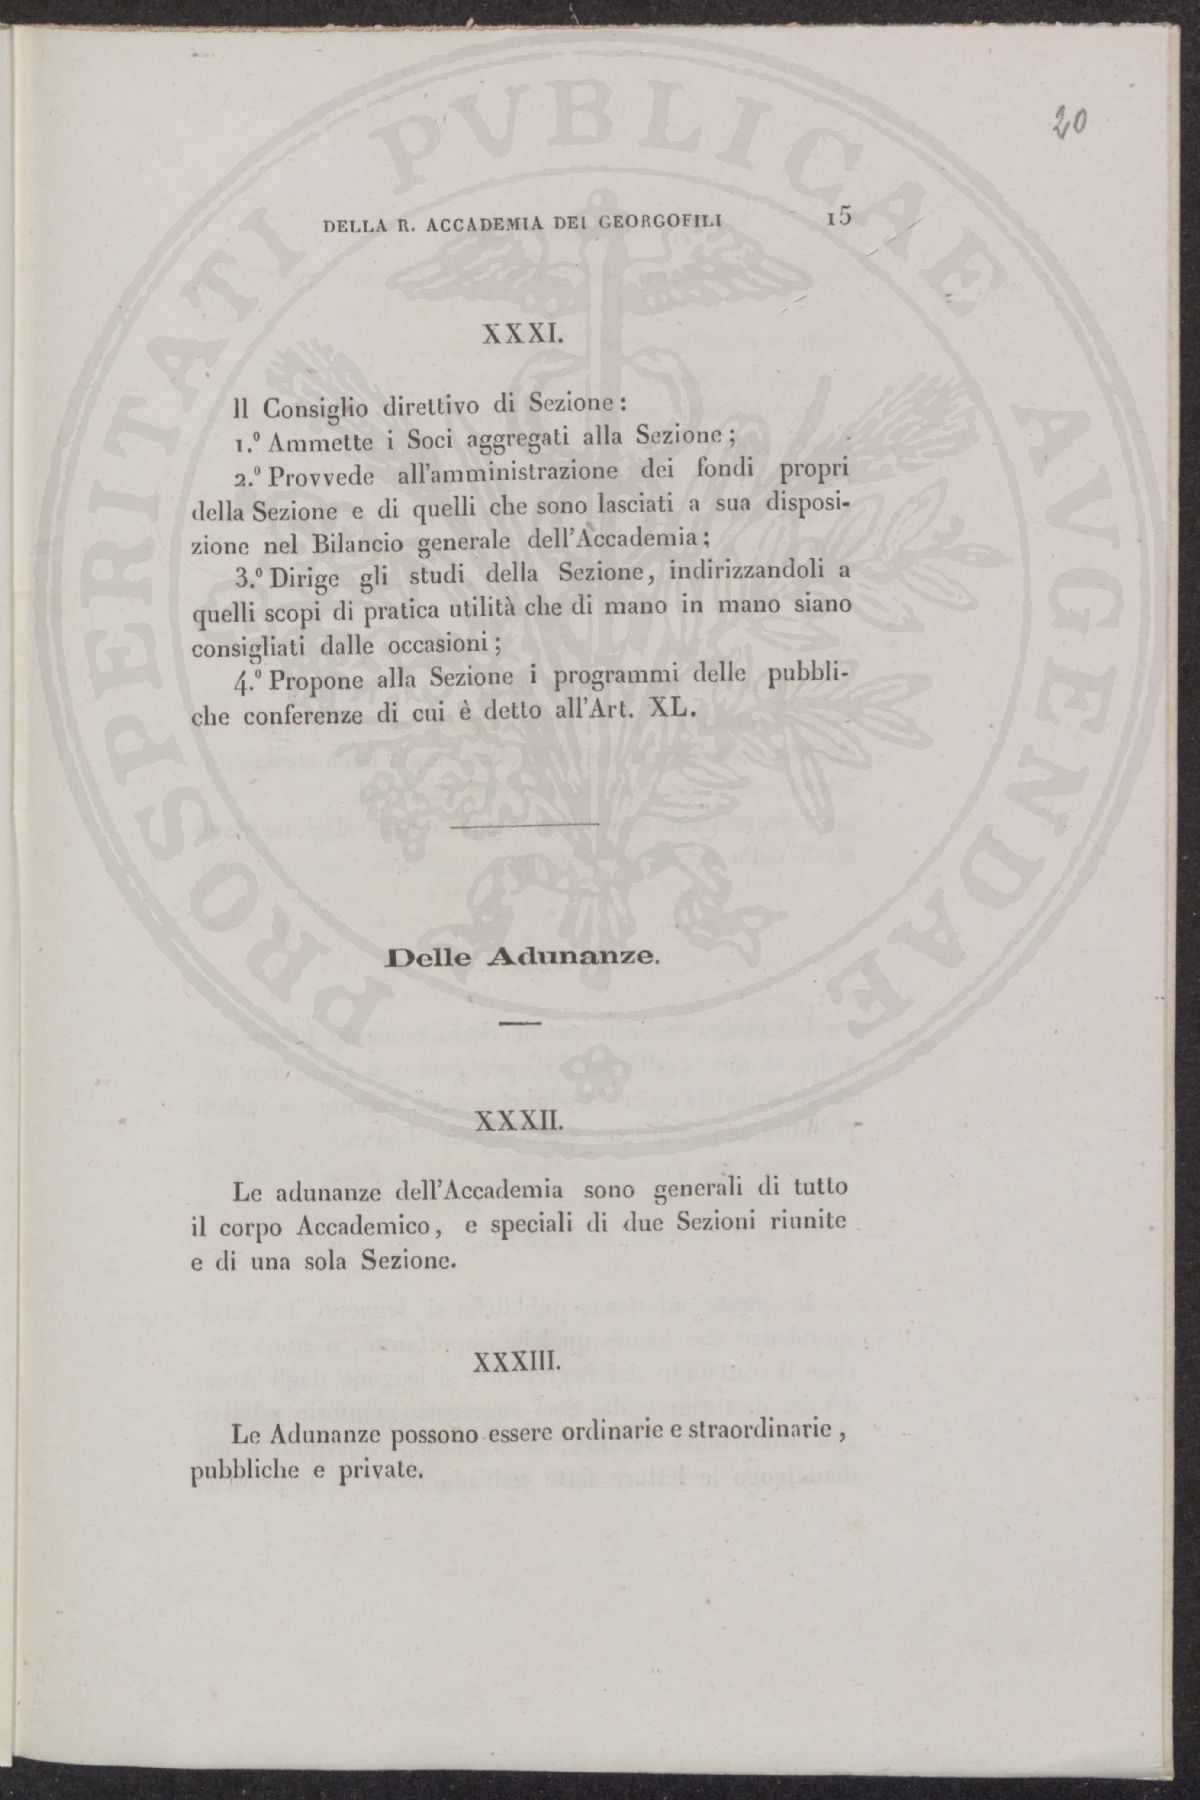 20
DELLA R. ACCADEMIA DEI GEORGOFILI 15
XXXI.
Il Consiglio direttivo di Sezione:
1.º Ammette i Soci aggregati alla Sezione;
2.º Provvede all'amministrazione dei fondi propri
della Sezione e di quelli che sono lasciati a sua disposi-
zione nel Bilancio generale dell'Accademia;
3.º Dirige gli studi della Sezione, indirizzandoli a
quelli scopi di pratica utilità che di mano in mano siano
consigliati dalle occasioni;
4.º Propone alla Sezione i programmi delle pubbli-
che conferenze di cui è detto all'Art. XL.
Delle Adunanze.
XXXII.
Le adunanze dell'Accademia sono generali di tutto
il corpo Accademico, e speciali di due Sezioni riunite
e di una sola Sezione.
XXXIII.
Le Adunanze possono essere ordinarie e straordinarie,
pubbliche e private.
PROSPERITATI PUBLICAE AVGENDAE